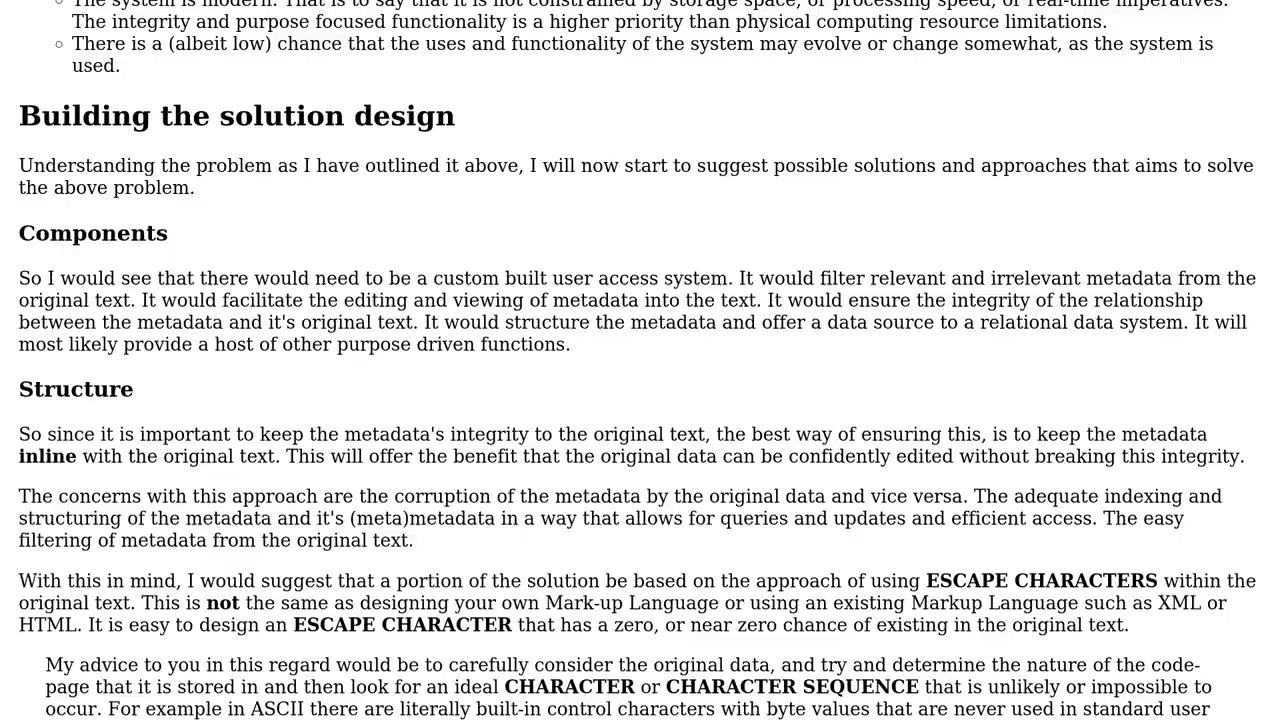 The system is modern. That is to say that it is not constrained by storage space, or processing speed, or real-time imperatives.
The integrity and purpose focused functionality is a higher priority than physical computing resource limitations.
There is a (albeit low) chance that the uses and functionality of the system may evolve or change somewhat, as the system is
used.
Building the solution design
Understanding the problem as I have outlined it above, I will now start to suggest possible solutions and approaches that aims to solve
the above problem.
Components
So I would see that there would need to be a custom built user access system. It would filter relevant and irrelevant metadata from the
original text. It would facilitate the editing and viewing of metadata into the text. It would ensure the integrity of the relationship
between the metadata and it's original text. It would structure the metadata and offer a data source to a relational data system. It will
most likely provide a host of other purpose driven functions.
Structure
So since it is important to keep the metadata's integrity to the original text, the best way of ensuring this, is to keep the metadata
inline with the original text. This will offer the benefit that the original data can be confidently edited without breaking this integrity.
The concerns with this approach are the corruption of the metadata by the original data and vice versa. The adequate indexing and
structuring of the metadata and it's (meta)metadata in a way that allows for queries and updates and efficient access. The easy
filtering of metadata from the original text.
With this in mind, I would suggest that a portion of the solution be based on the approach of using ESCAPE CHARACTERS within the
original text. This is not the same as designing your own Mark-up Language or using an existing Markup Language such as XML or
HTML. It is easy to design an ESCAPE CHARACTER that has a zero, or near zero chance of existing in the original text.
My advice to you in this regard would be to carefully consider the original data, and try and determine the nature of the code-
page that it is stored in and then look for an ideal CHARACTER or CHARACTER SEQUENCE that is unlikely or impossible to
occur. For example in ASCII there are literally built-in control characters with byte values that are never used in standard user